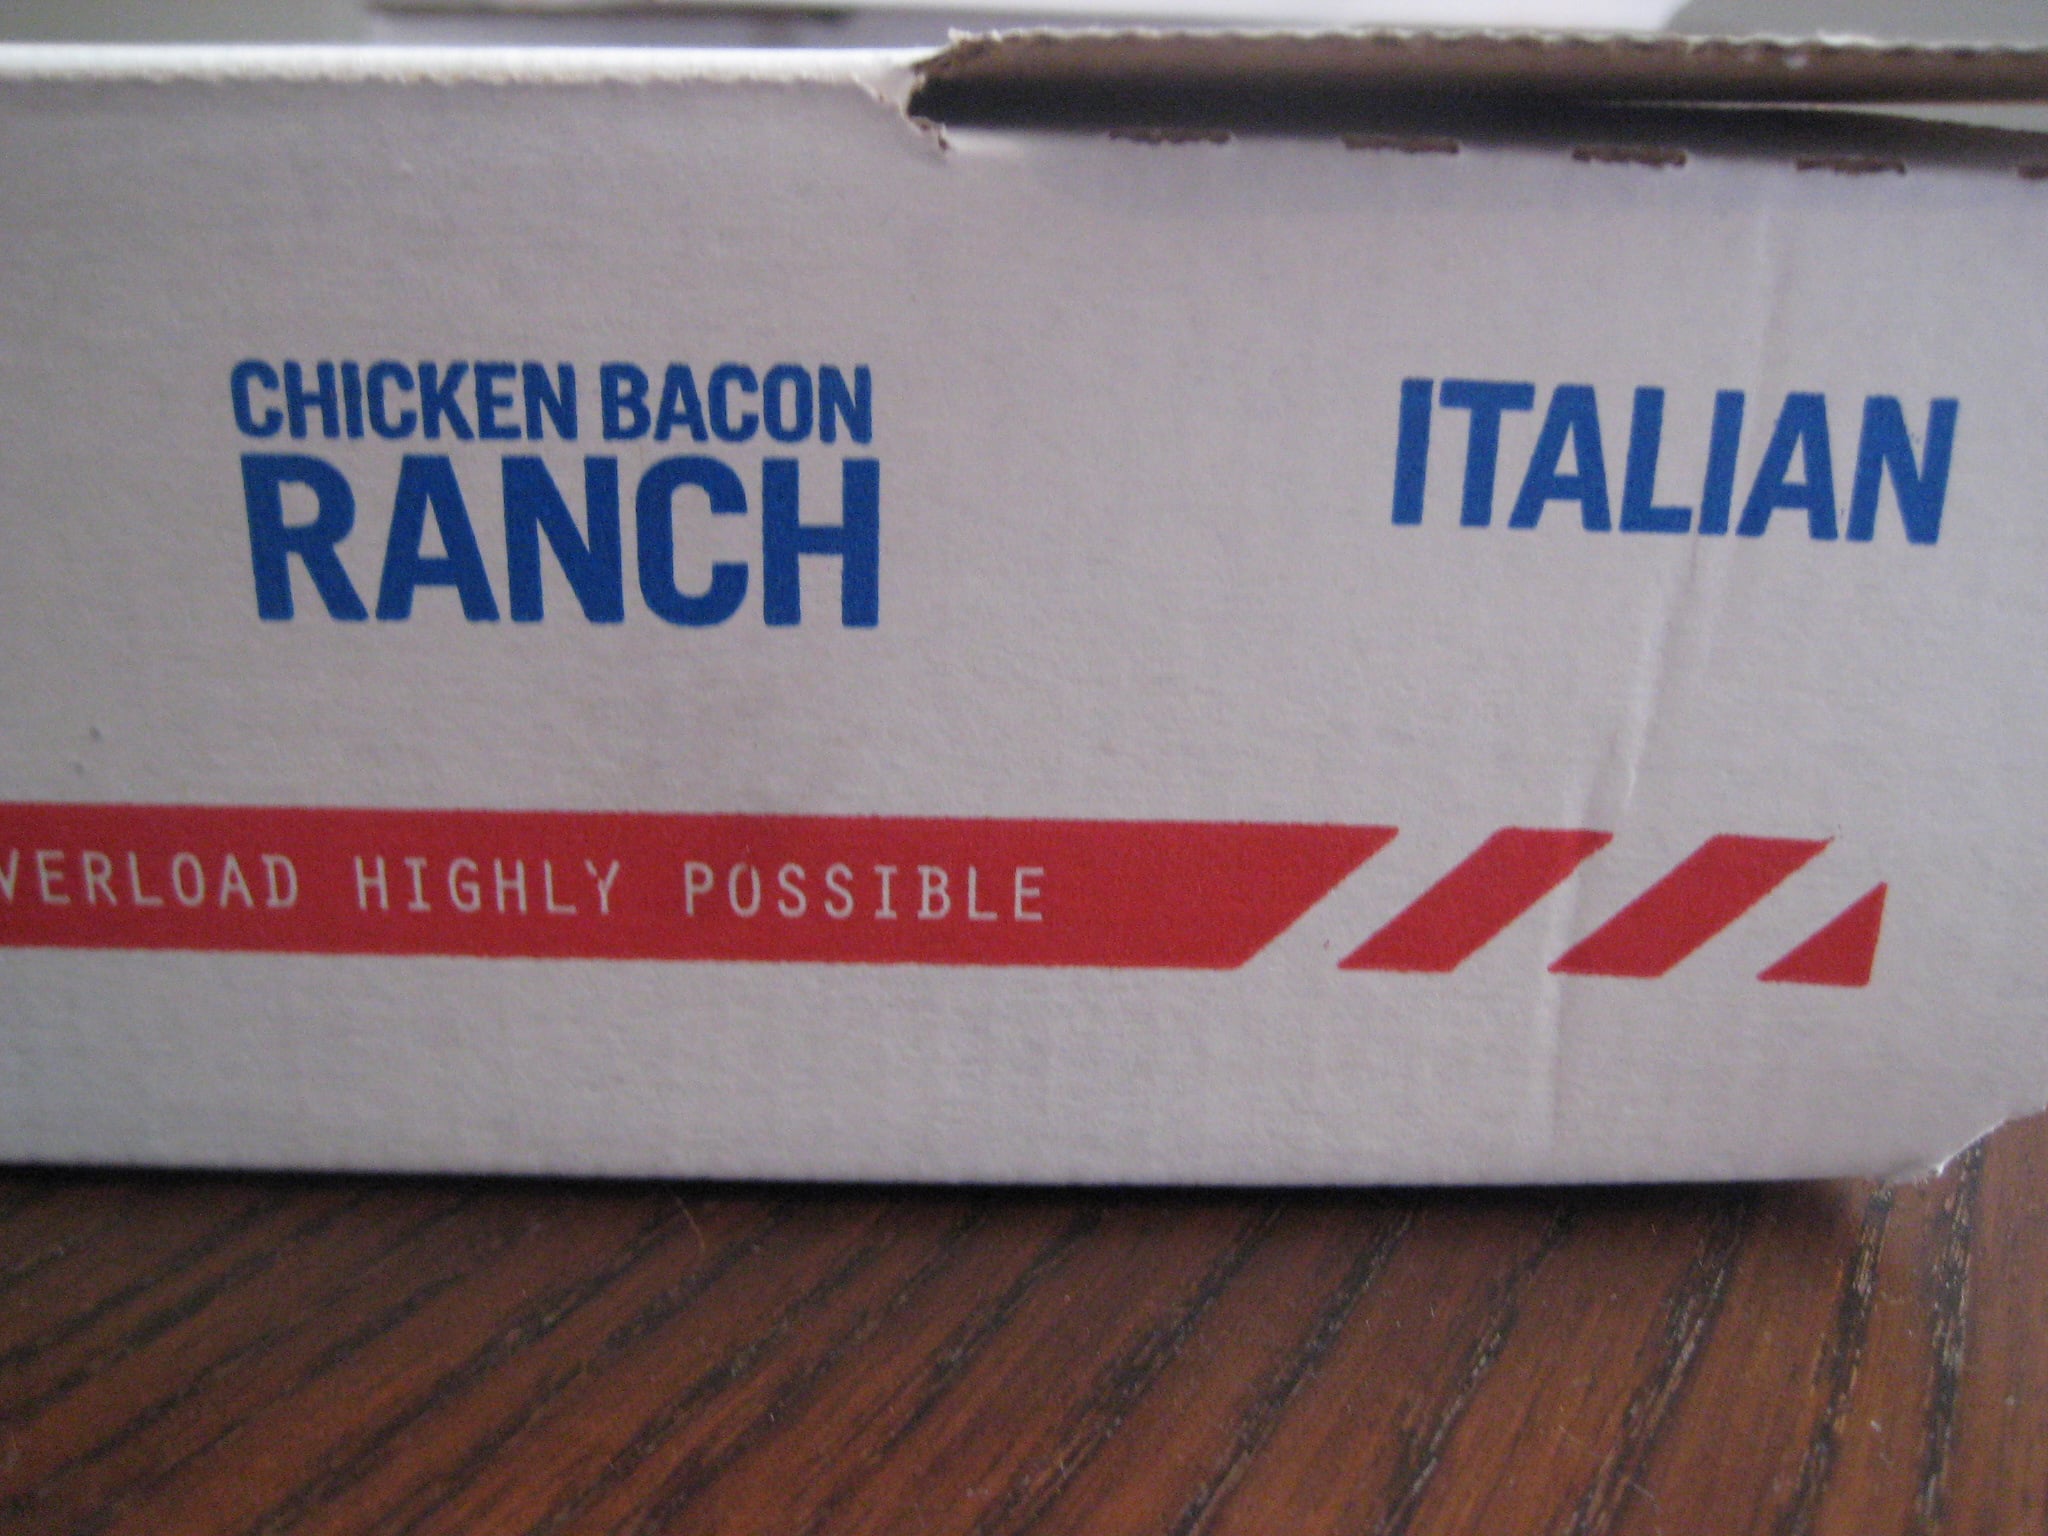 CHICKEN BACON
RANCH
ITALIAN
VERLOAD HIGHLY POSSIBLE